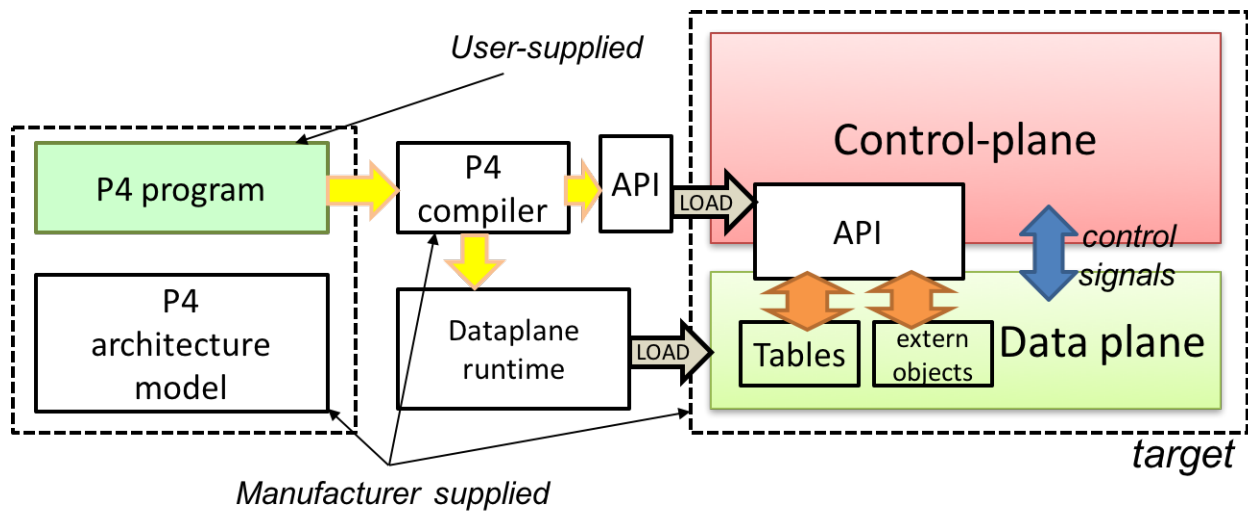 User-supplied
P4 program
P4
compiler
API
LOAD
Control-plane
API
control
signals
P4
architecture
model
Dataplane
runtime
LOAD
Tables
extern
objects
Data plane
target
Manufacturer supplied